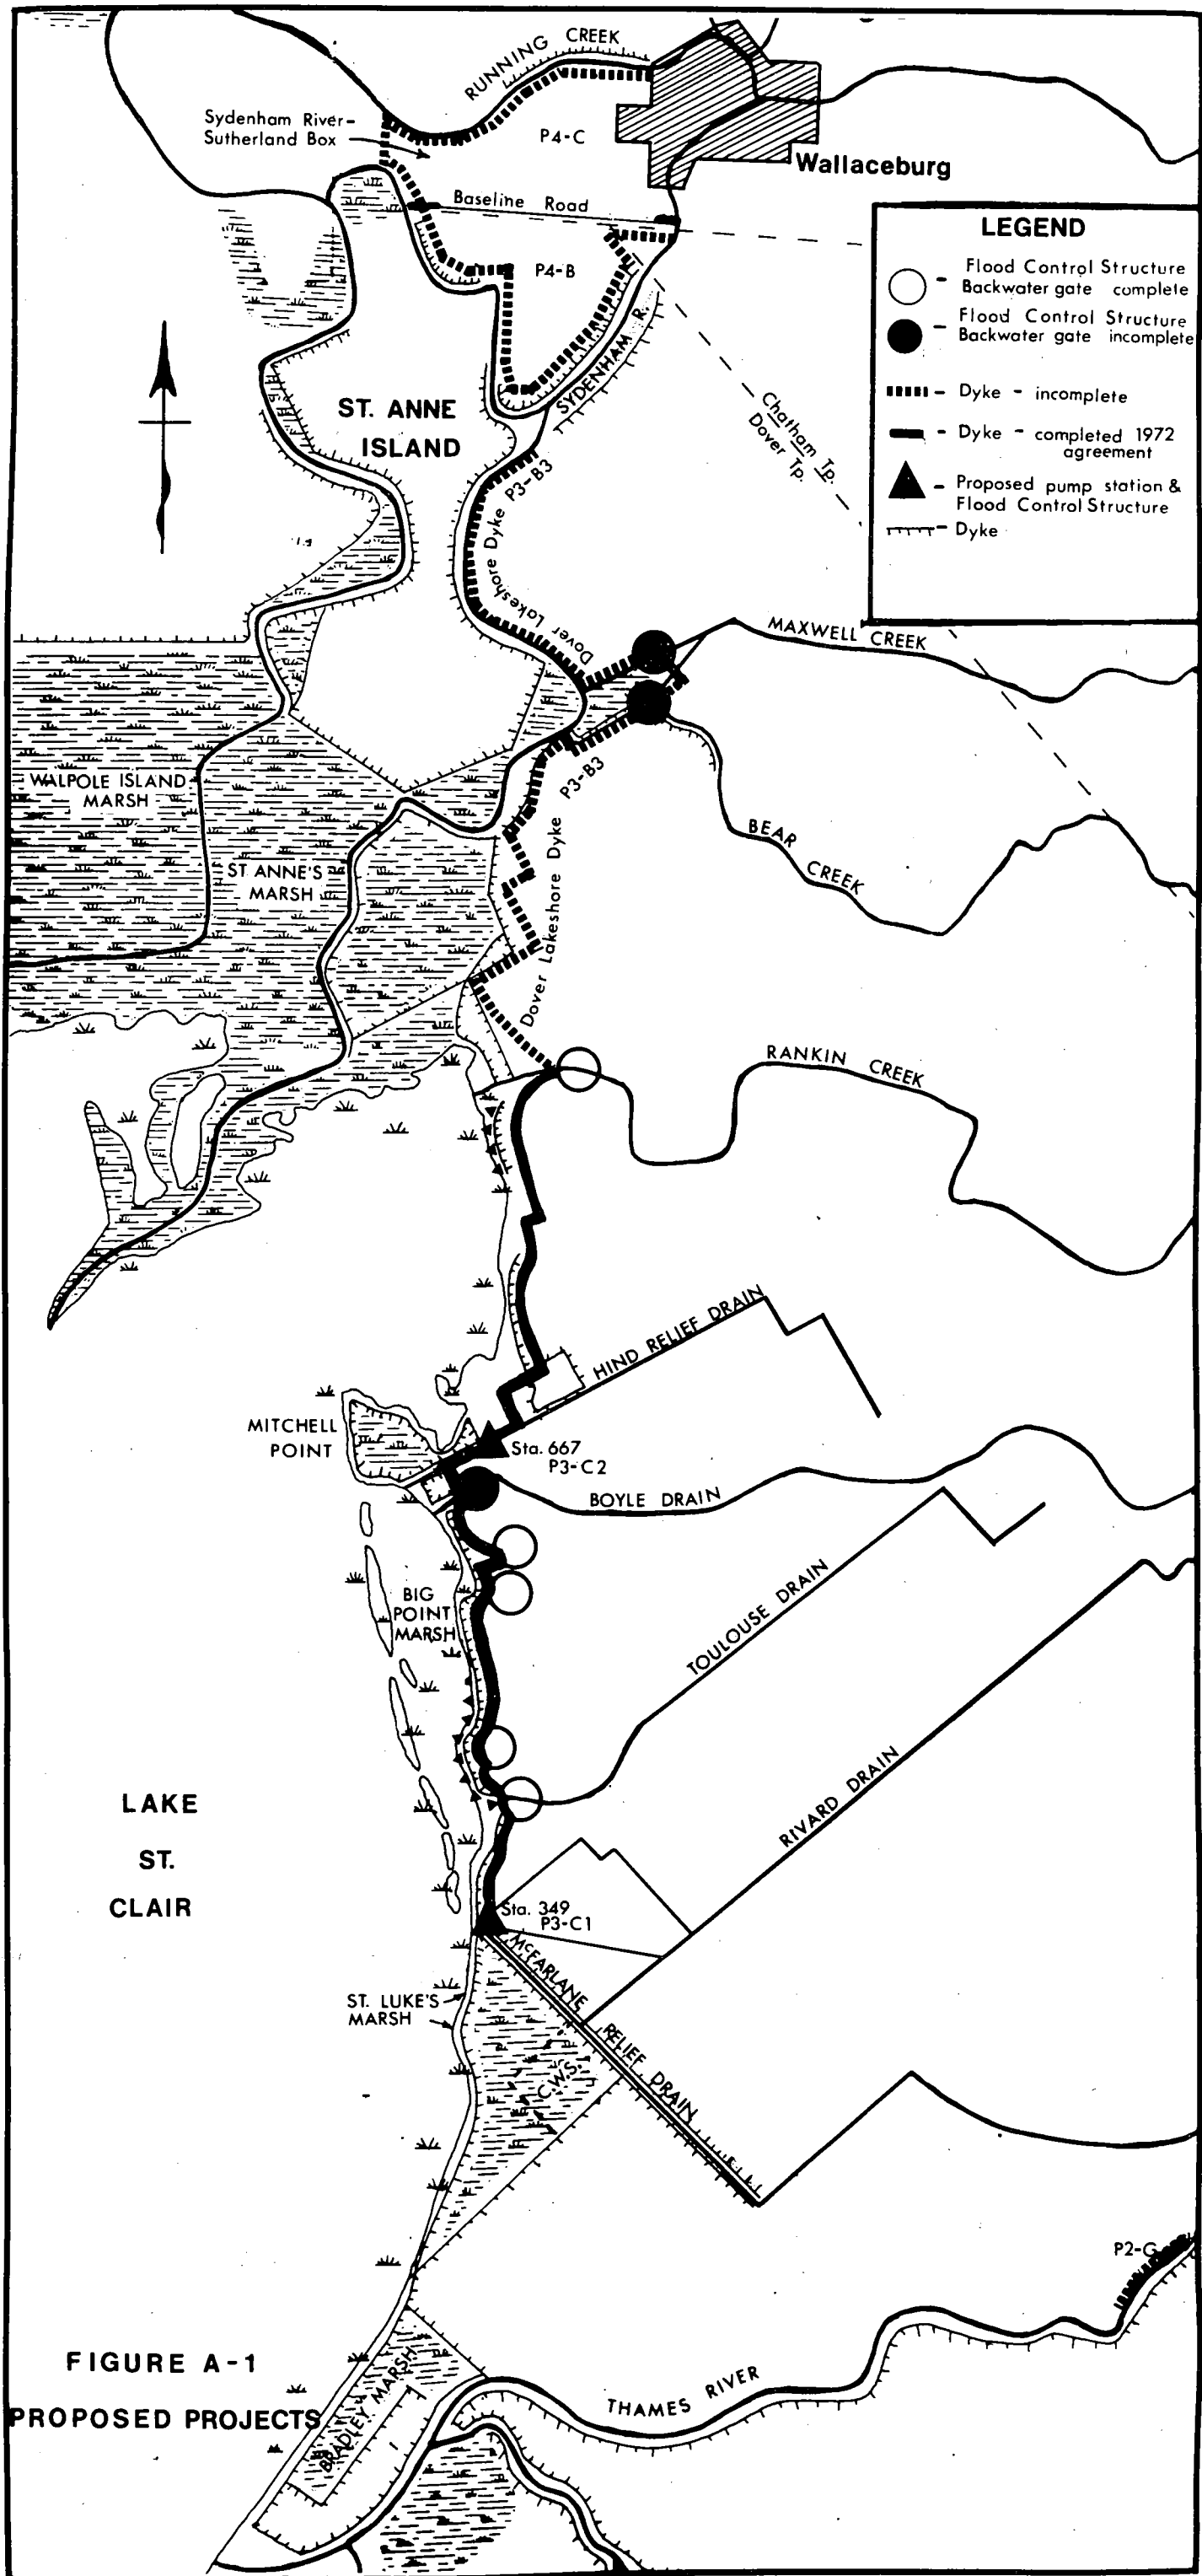 RUNNING CREEK
Sydenham River-
Sutherland Box
P4-C
Wallaceburg
Baseline Road
P4-B
SYDENHAM R.
LEGEND
- Flood Control Structure
Backwater gate complete
- Flood Control Structure
Backwater gate incomplete
- Dyke - incomplete
- Dyke - completed 1972
agreement
- Proposed pump station &
Flood Control Structure
- Dyke
ST. ANNE
ISLAND
Chatham Tp.
Dover Tp.
Dover Lakeshore Dyke P3-B3
Dover Lakeshore
MAXWELL CREEK
WALPOLE ISLAND
MARSH
ST. ANNE'S
MARSH
P3-B3
Dover Lakeshore Dyke
BEAR
CREEK
RANKIN CREEK
HIND RELIEF DRAIN
MITCHELL
POINT
Sta. 667
P3-C2
BOYLE DRAIN
BIG
POINT
MARSH
TOULOUSE DRAIN
RIVARD DRAIN
LAKE
ST.
CLAIR
Sta. 349
P3-C1
McFARLANE
RELIEF DRAIN
ST. LUKE'S
MARSH
C.W.S.
P2-G
FIGURE A-1
PROPOSED PROJECTS
BRADLEY MARSH
THAMES RIVER